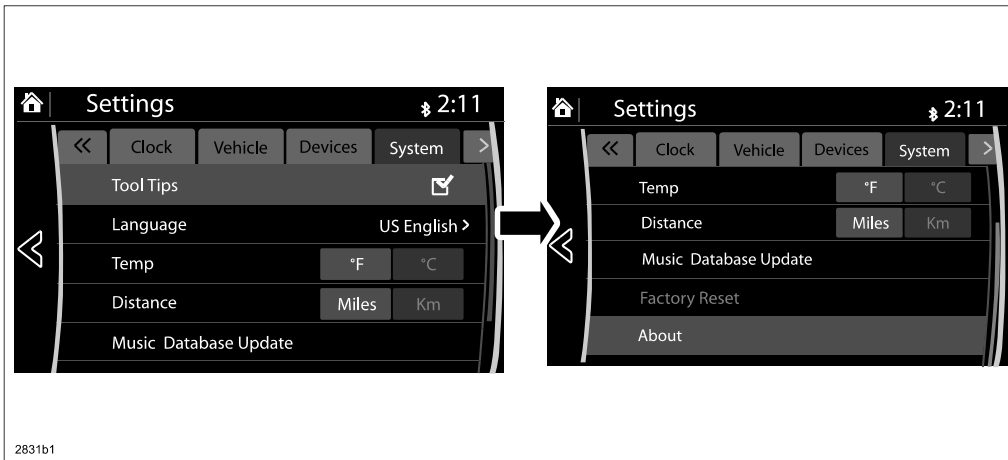 Settings 2:11
« Clock Vehicle Devices System >
Tool Tips
Language US English >
Temp °F °C
Distance Miles Km
Music Database Update
Settings 2:11
« Clock Vehicle Devices System >
Temp °F °C
Distance Miles Km
Music Database Update
Factory Reset
About
2831b1